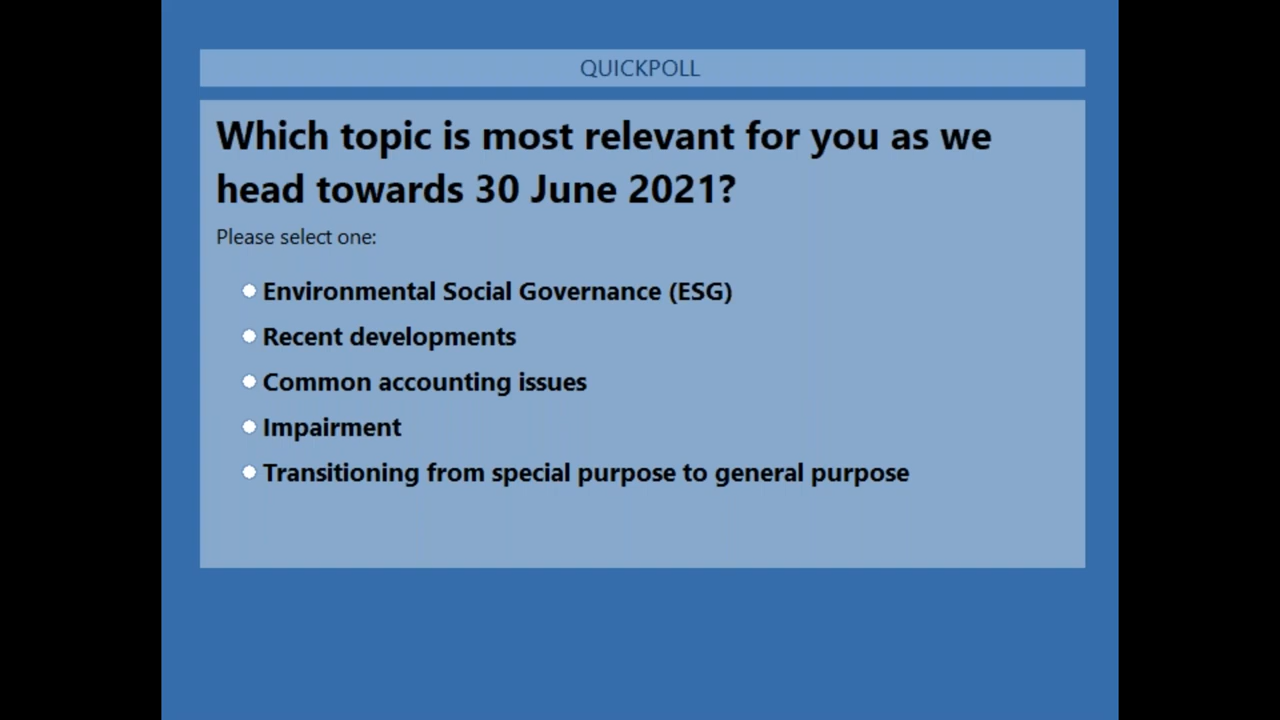 QUICKPOLL
Which topic is most relevant for you as we
head towards 30 June 2021?
Please select one:
Environmental Social Governance (ESG)
Recent developments
Common accounting issues
Impairment
Transitioning from special purpose to general purpose